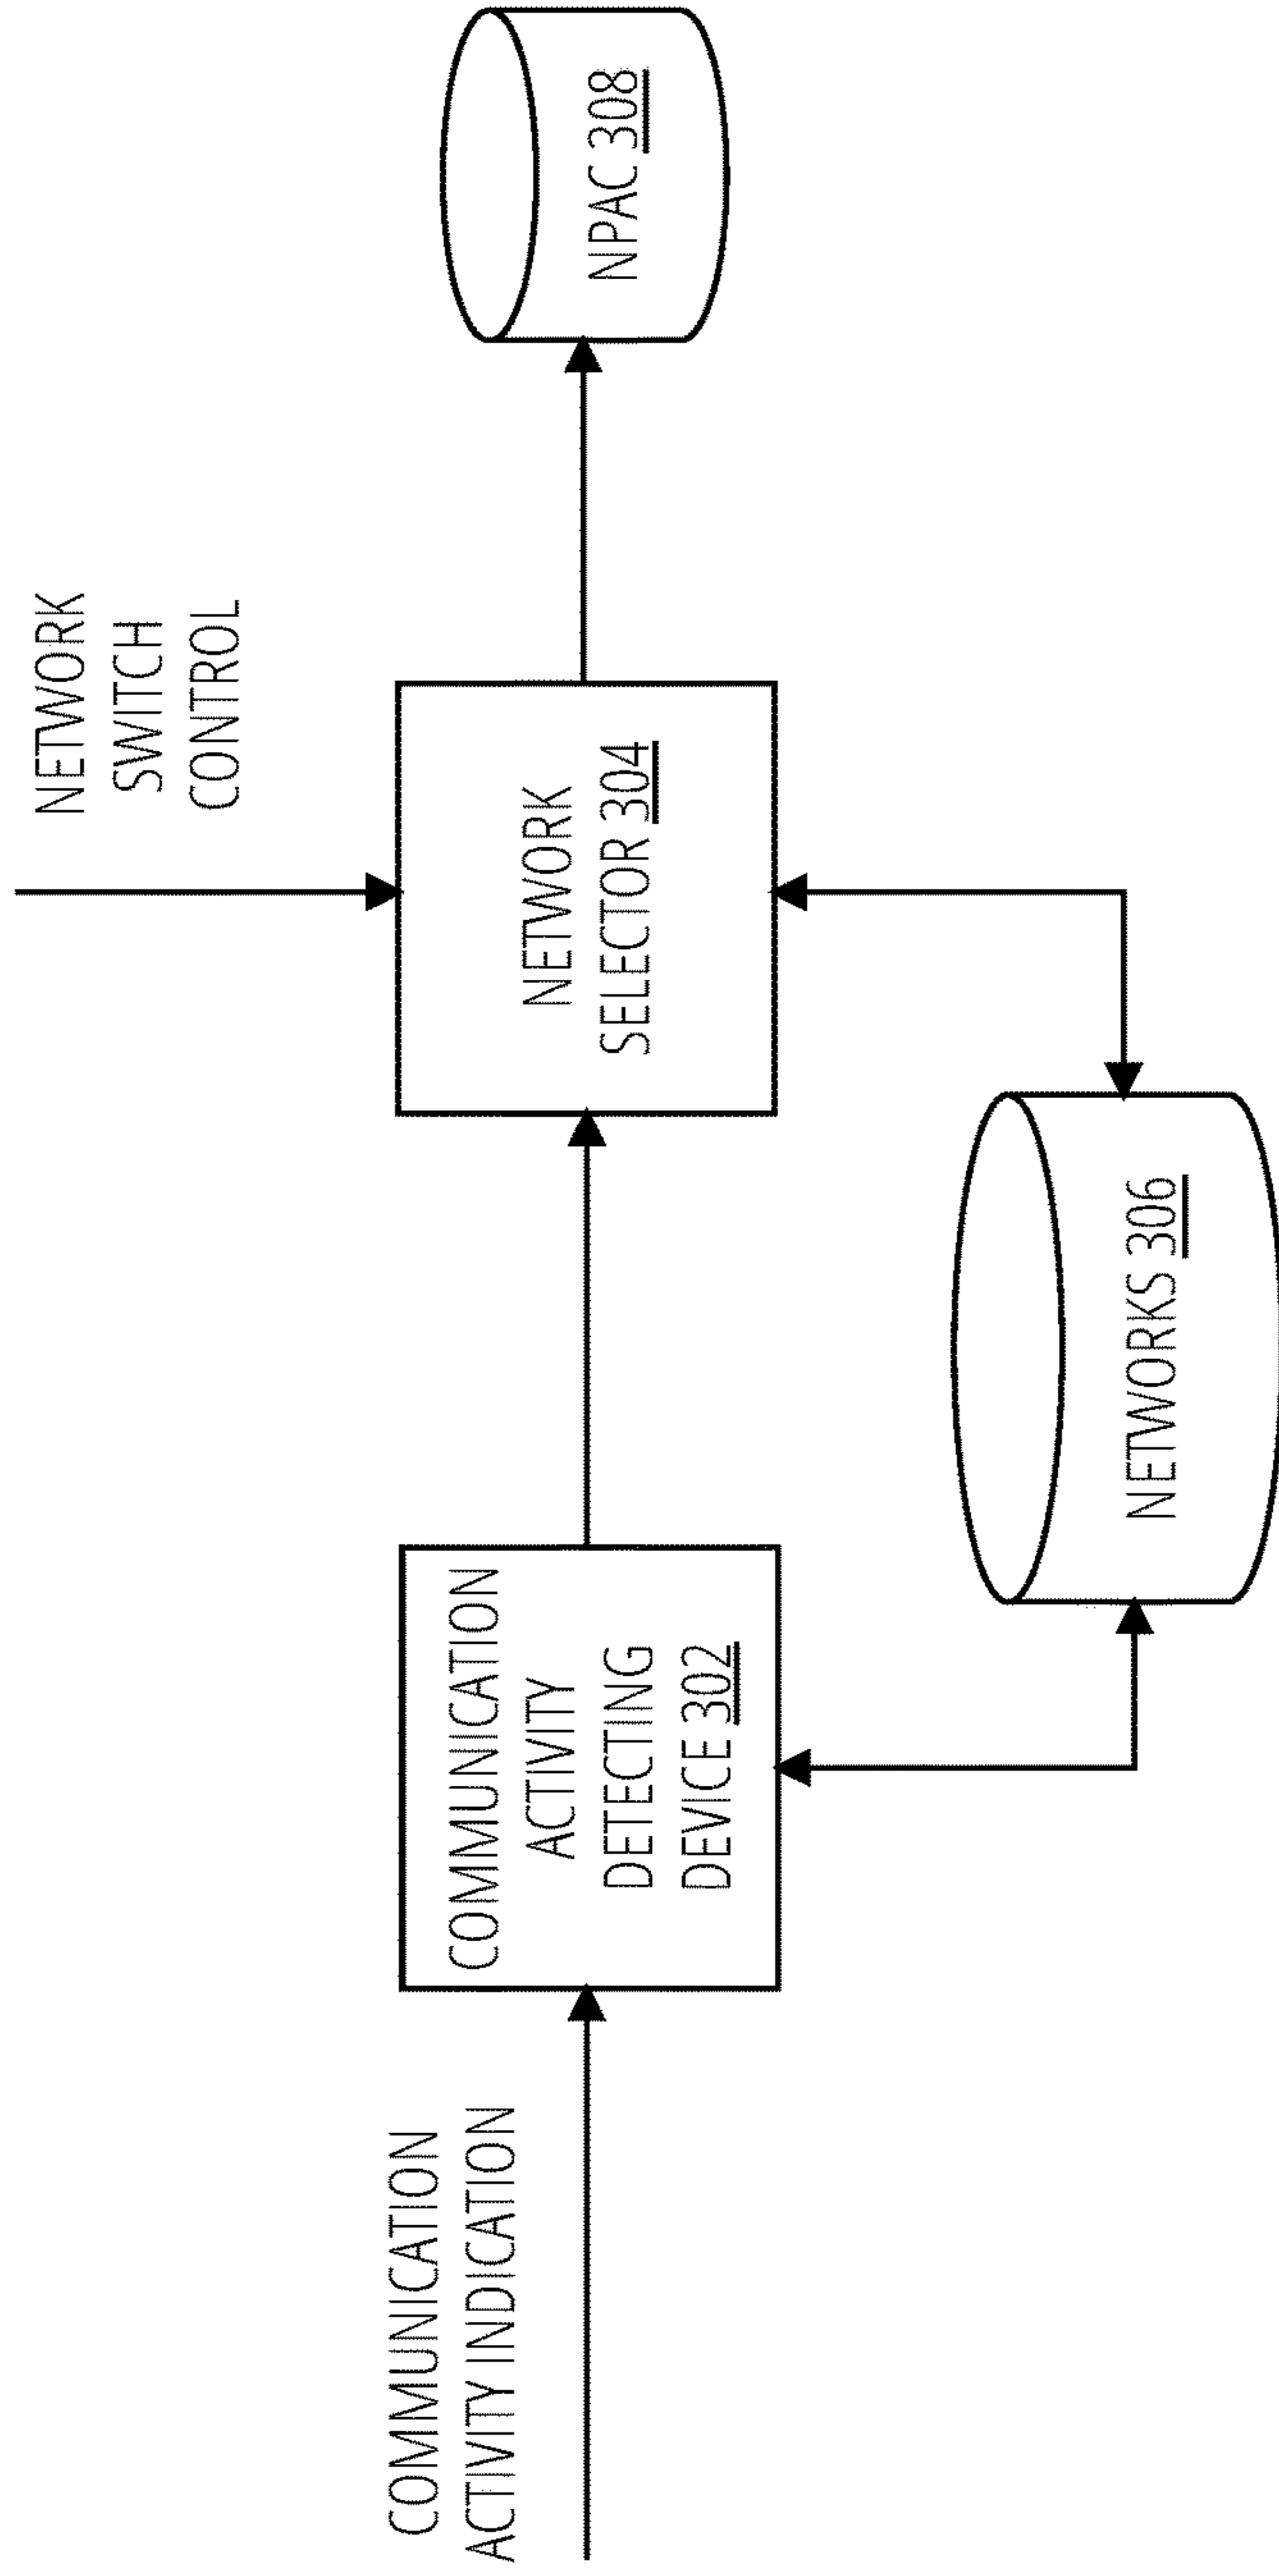 COMMUNICATION
ACTIVITY INDICATION
COMMUNICATION
ACTIVITY
DETECTING
DEVICE 302
NETWORK
SWITCH
CONTROL
NETWORK
SELECTOR 304
NETWORKS 306
NPAC 308